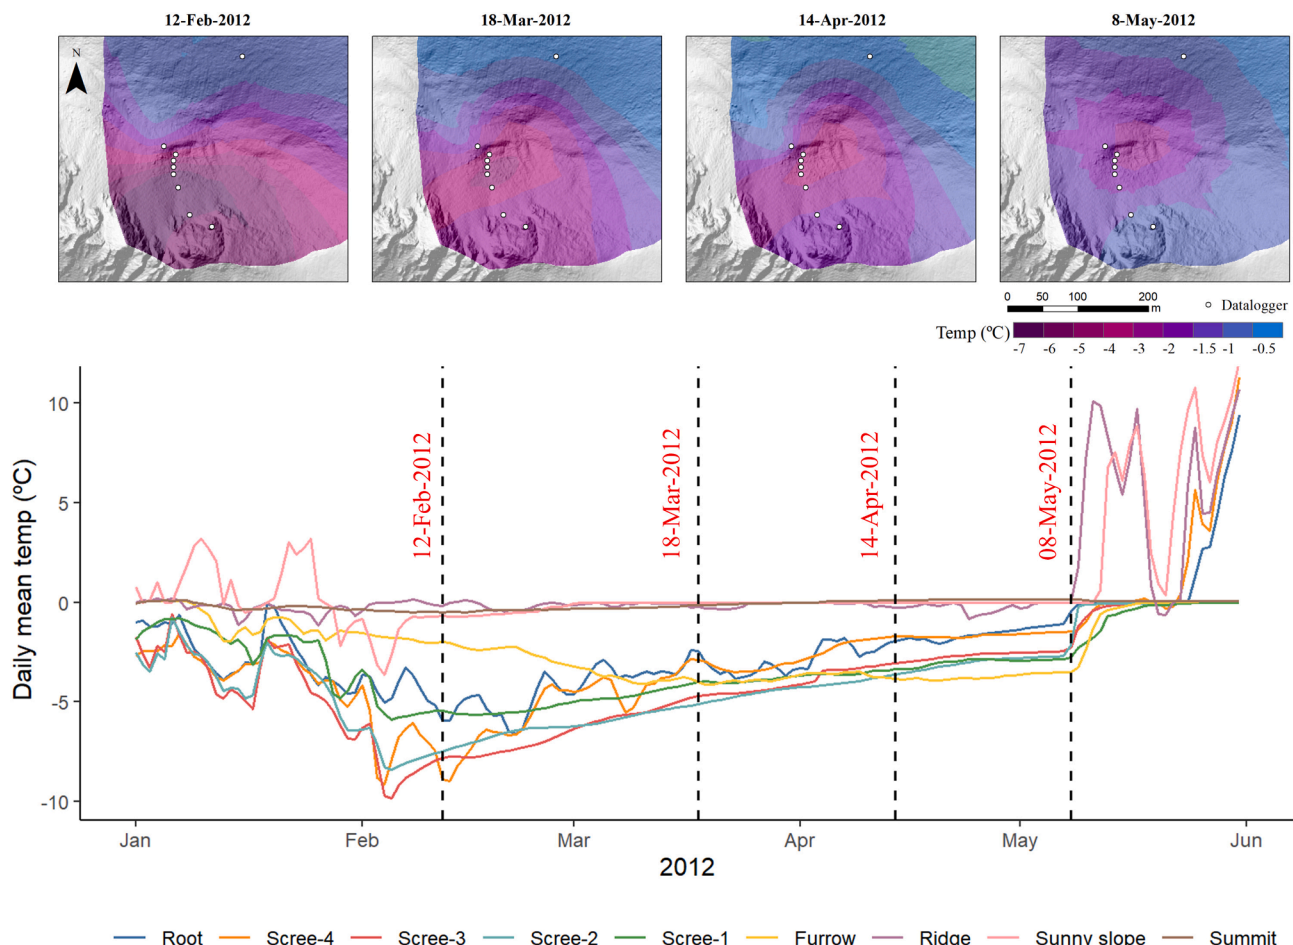 12-Feb-2012
18-Mar-2012
14-Apr-2012
8-May-2012
N
0 50 100 200
m
Datalogger
Temp (ºC)
-7 -6 -5 -4 -3 -2 -1.5 -1 -0.5
Daily mean temp (ºC)
10
5
0
-5
-10
12-Feb-2012
18-Mar-2012
14-Apr-2012
08-May-2012
Jan Feb Mar Apr May Jun
2012
Root Scree-4 Scree-3 Scree-2 Scree-1 Furrow Ridge Sunny slope Summit